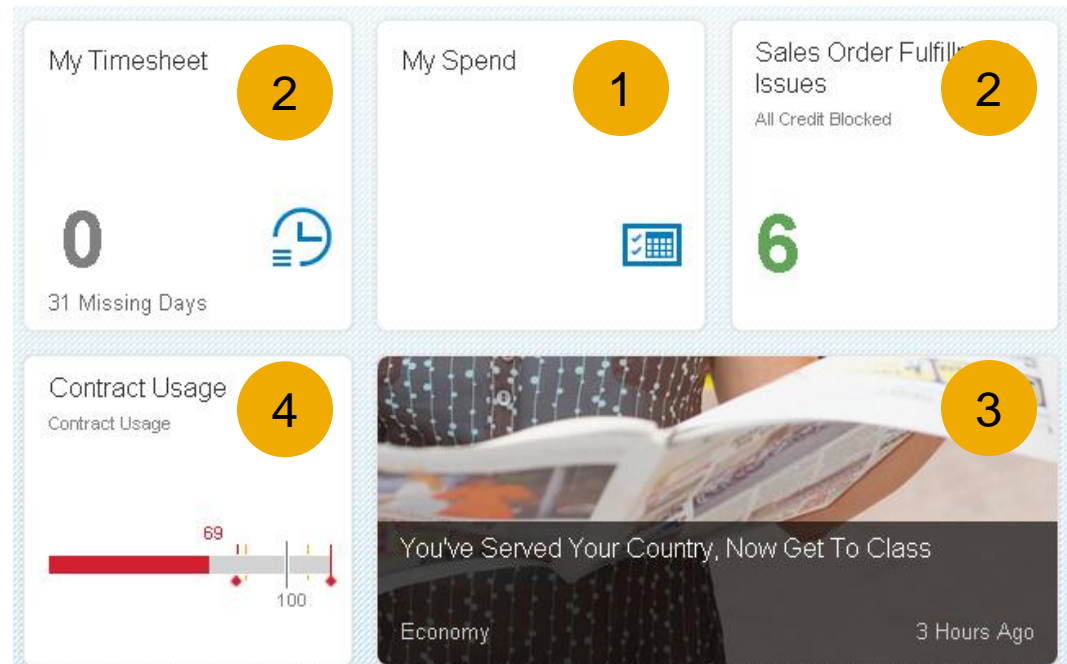 My Timesheet
2
0
31 Missing Days
My Spend
1
Sales Order
Issues
2
All Credit Blocked
6
Contract Usage
4
Contract Usage
69
100
3
You've Served Your Country, Now Get To Class
Economy
3 Hours Ago